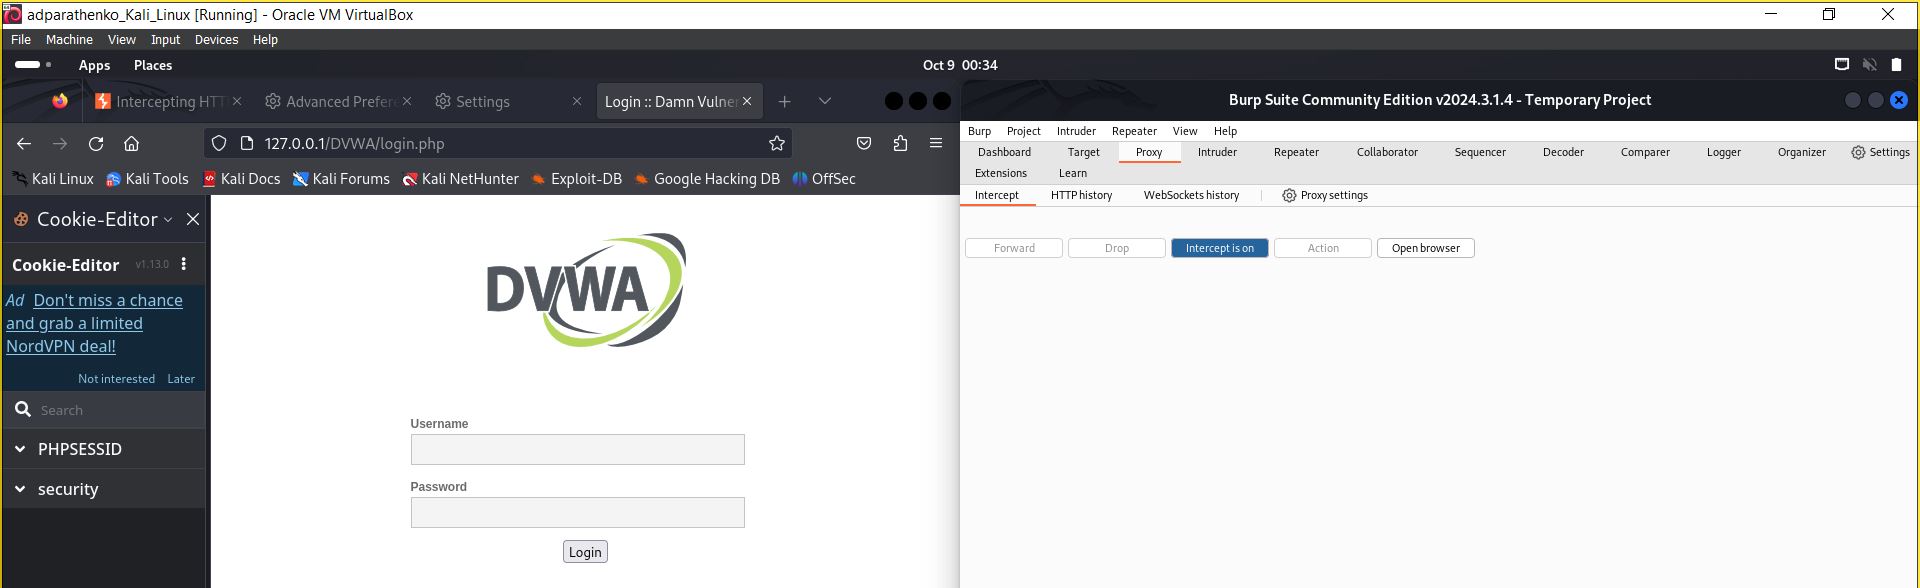 adparathenko_Kali_Linux [Running] - Oracle VM VirtualBox
File Machine View Input Devices Help
Apps Places Oct 9 00:34
Intercepting HTT Advanced Prefere Settings Login :: Damn Vulner
127.0.0.1/DVWA/login.php
Kali Linux Kali Tools Kali Docs Kali Forums Kali NetHunter Exploit-DB Google Hacking DB OffSec
Cookie-Editor
Cookie-Editor v1.13.0
Ad Don't miss a chance
and grab a limited
NordVPN deal!
Not interested Later
Search
PHPSESSID
security
DVWA
Username
Password
Login
Burp Suite Community Edition v2024.3.1.4 - Temporary Project
Burp Project Intruder Repeater View Help
Dashboard Target Proxy Intruder Repeater Collaborator Sequencer Decoder Comparer Logger Organizer Settings
Extensions Learn
Intercept HTTP history WebSockets history Proxy settings
Forward Drop Intercept is on Action Open browser